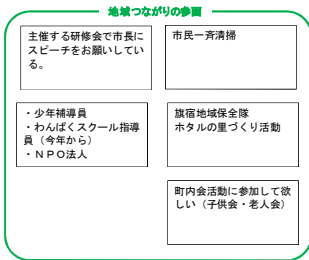 地域つながりの参画
主催する研修会で市長に
スピーチをお願いしてい
る。
市民一斉清掃
・少年補導員
・わんぱくスクール指導
員（今年から）
・ＮＰＯ法人
旗宿地域保全隊
ホタルの里づくり活動
町内会活動に参加して欲
しい（子供会・老人会）